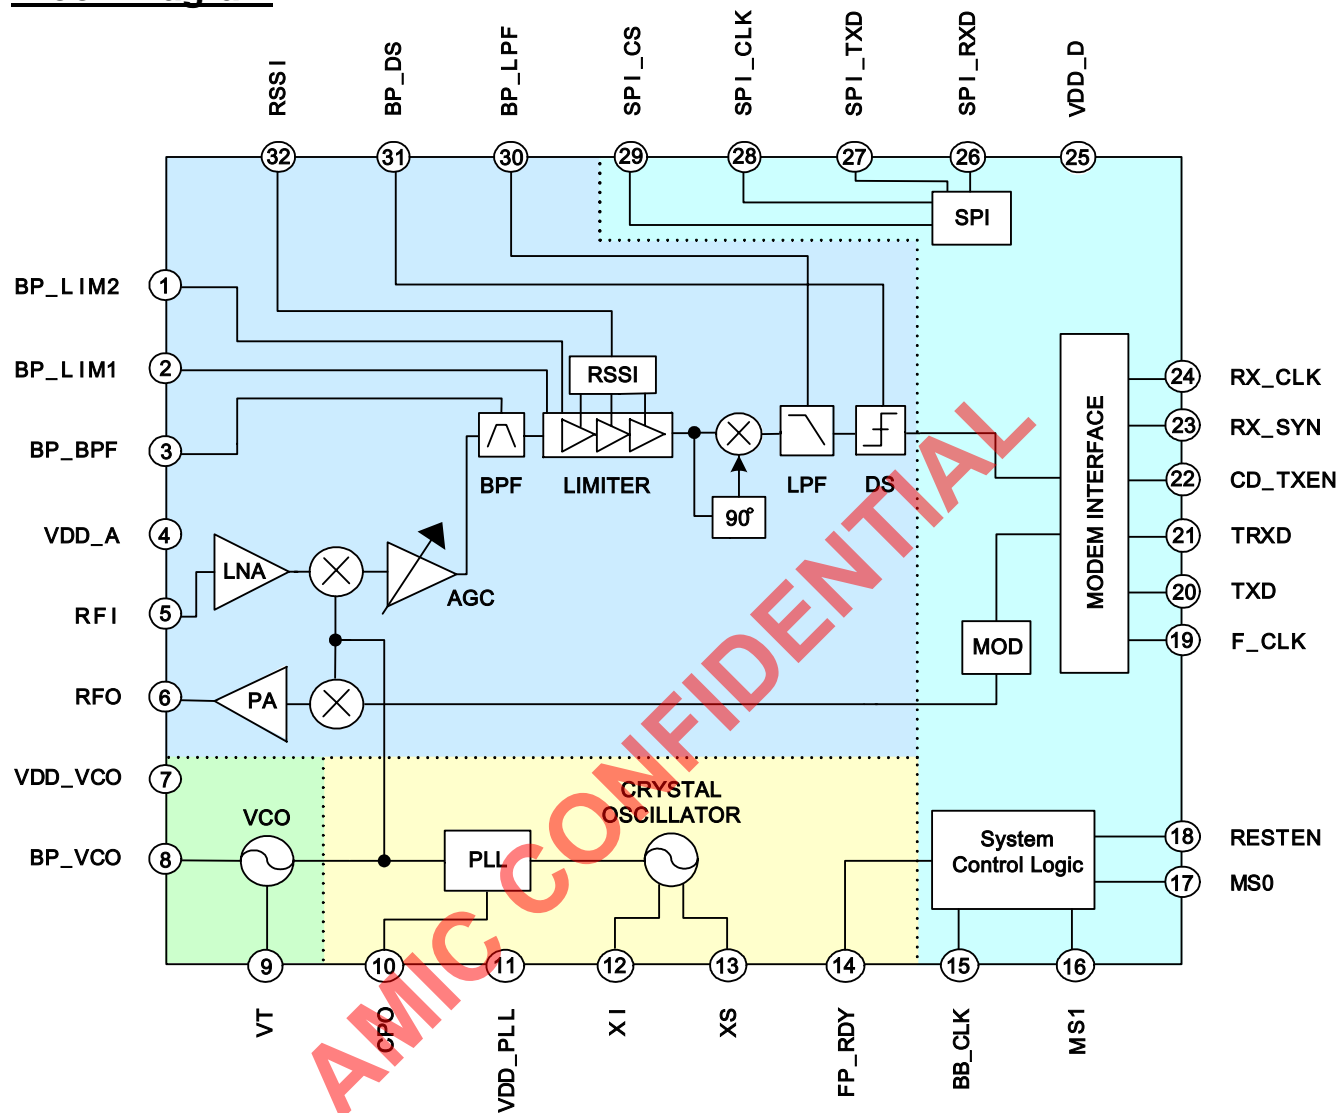 RSSI
BP_DS
BP_LPF
SPI_CS
SPI_CLK
SPI_TXD
SPI_RXD
VDD_D
32
31
30
29
28
27
26
25
SPI
BP_LIM2
1
BP_LIM1
2
BP_BPF
3
VDD_A
4
RFI
5
RFO
6
VDD_VCO
7
BP_VCO
8
RSSI
BPF
LIMITER
90°
LPF
DS
LNA
AGC
PA
MOD
MODEM INTERFACE
24
RX_CLK
23
RX_SYN
22
CD_TXEN
21
TRXD
20
TXD
19
F_CLK
VCO
PLL
CRYSTAL
OSCILLATOR
System
Control Logic
18
RESTEN
17
MS0
9
10
11
12
13
14
15
16
VT
CPO
VDD_PLL
XI
XS
FP_RDY
BB_CLK
MS1
AMIC CONFIDENTIAL